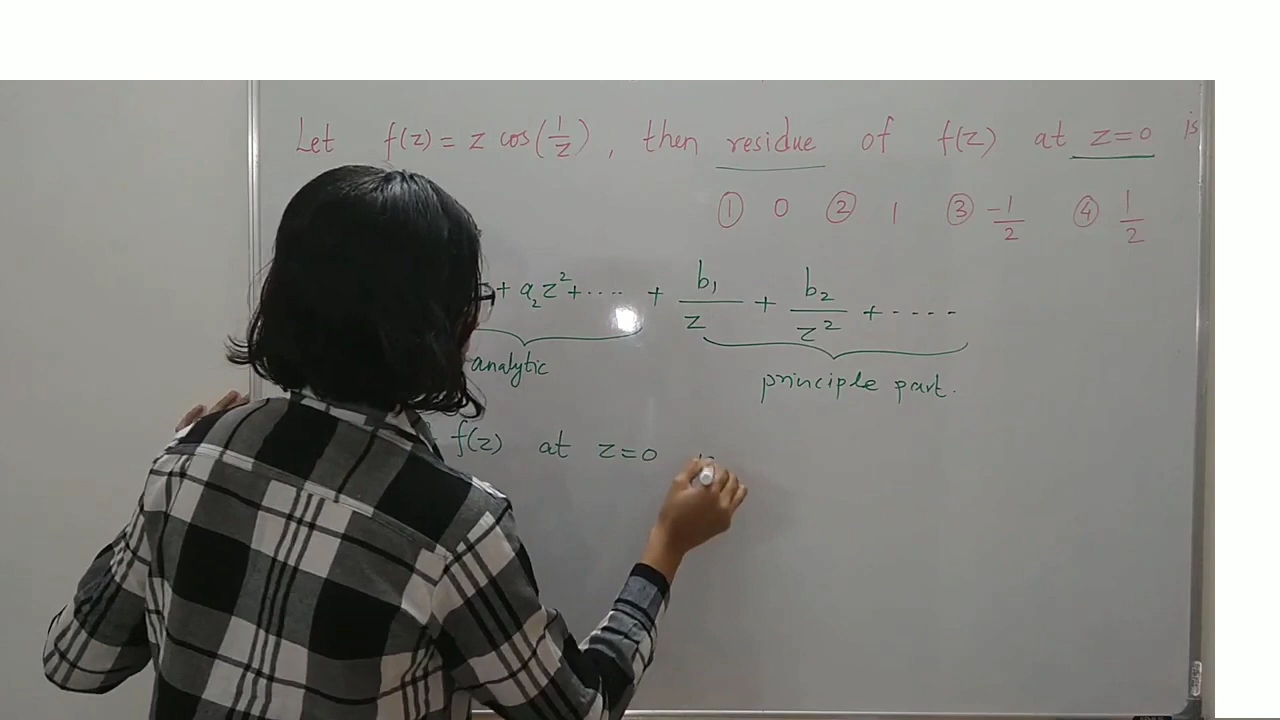 Let f(z) = z cos(1/z), then residue of f(z) at z=0 is
① 0 ② 1 ③ -1/2 ④ 1/2
+ a₂z² + .... + b₁/z + b₂/z² + ....
analytic principle part.
f(z) at z=0